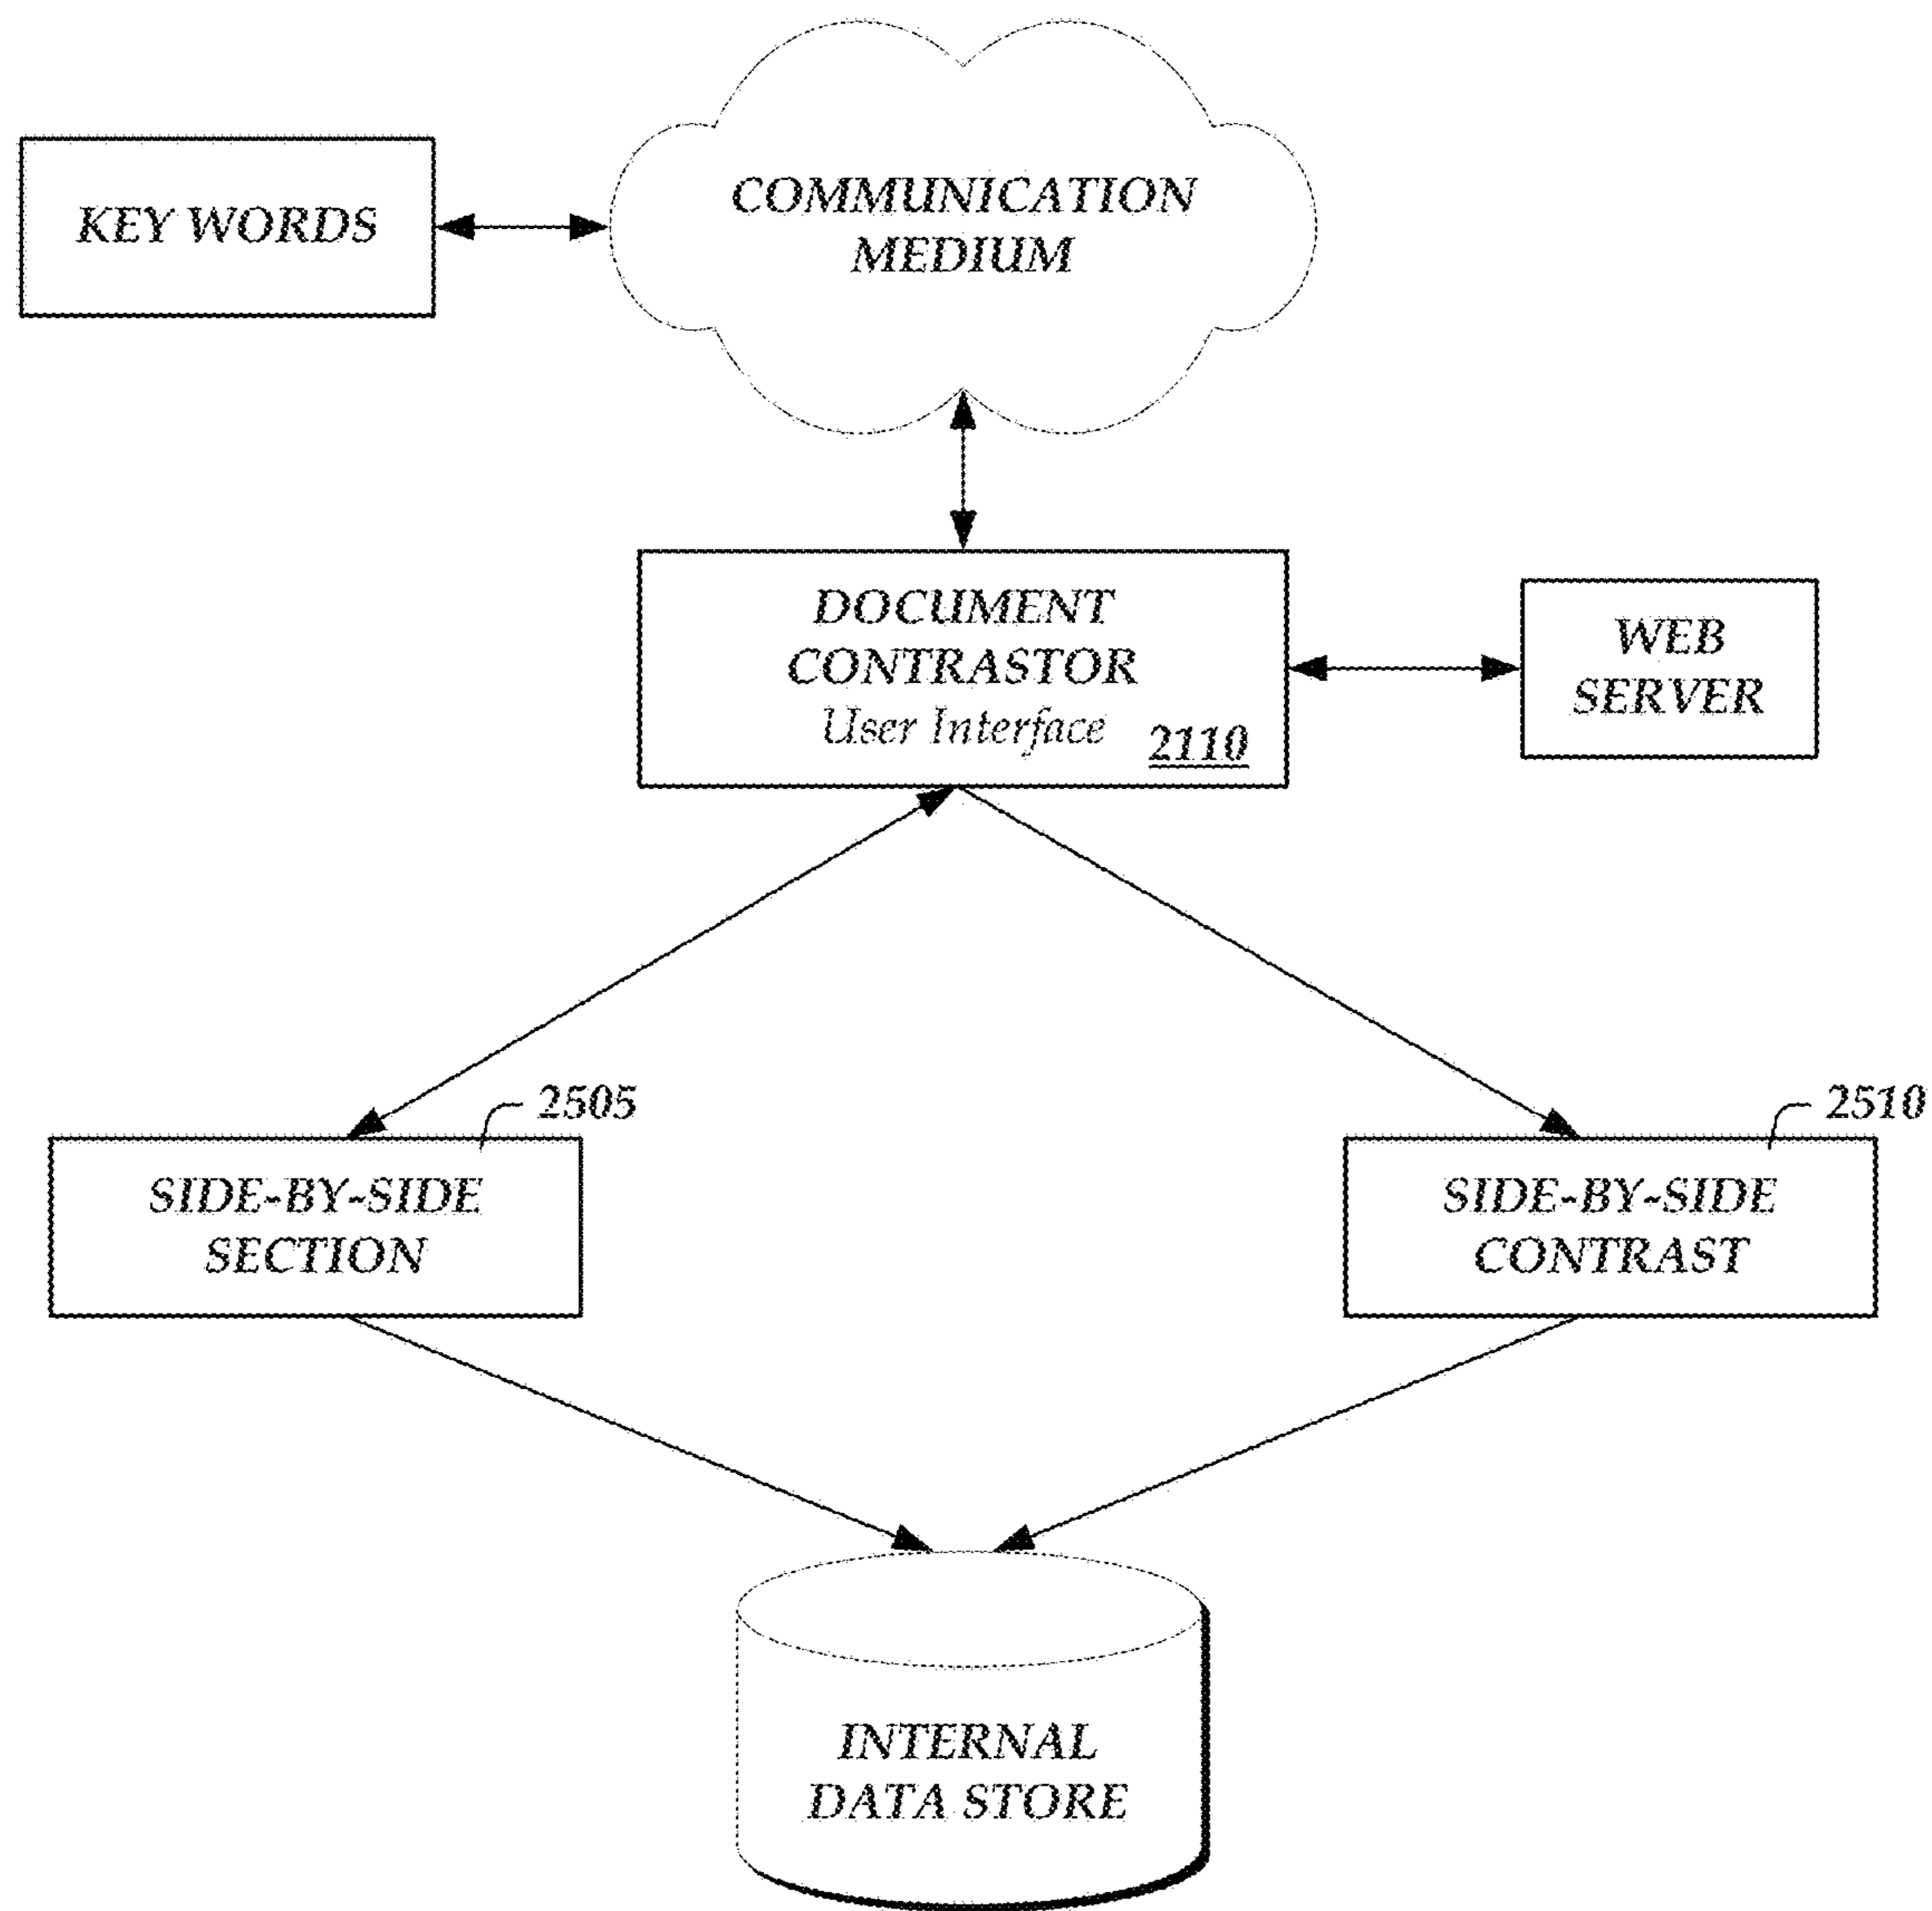 COMMUNICATION
MEDIUM
KEY WORDS
DOCUMENT
CONTRASTOR
User Interface
2110
WEB
SERVER
2505
SIDE-BY-SIDE
SECTION
2510
SIDE-BY-SIDE
CONTRAST
INTERNAL
DATA STORE